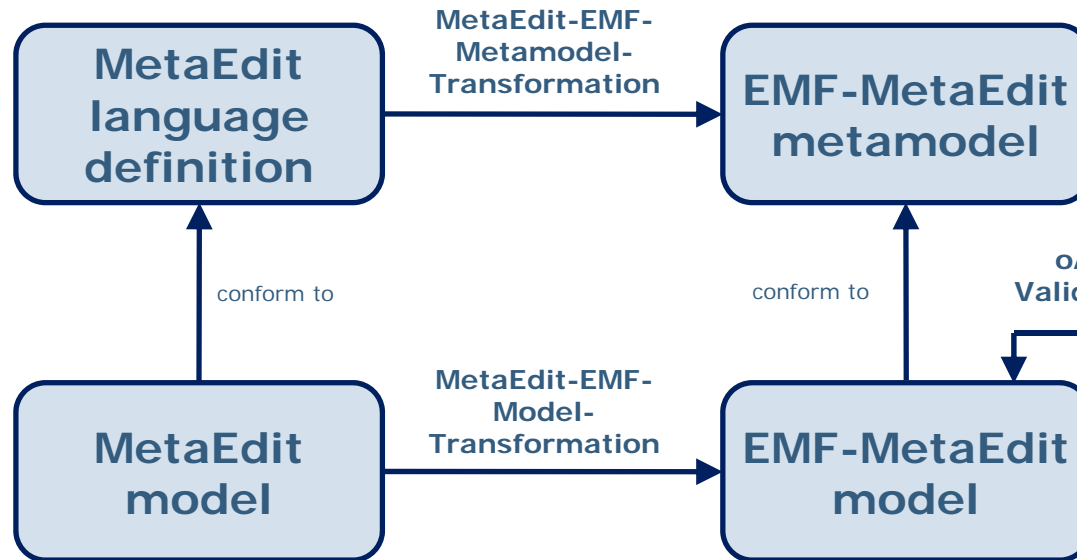 MetaEdit
language
definition
MetaEdit-EMF-
Metamodel-
Transformation
EMF-MetaEdit
metamodel
conform to
conform to
MetaEdit
model
MetaEdit-EMF-
Model-
Transformation
EMF-MetaEdit
model